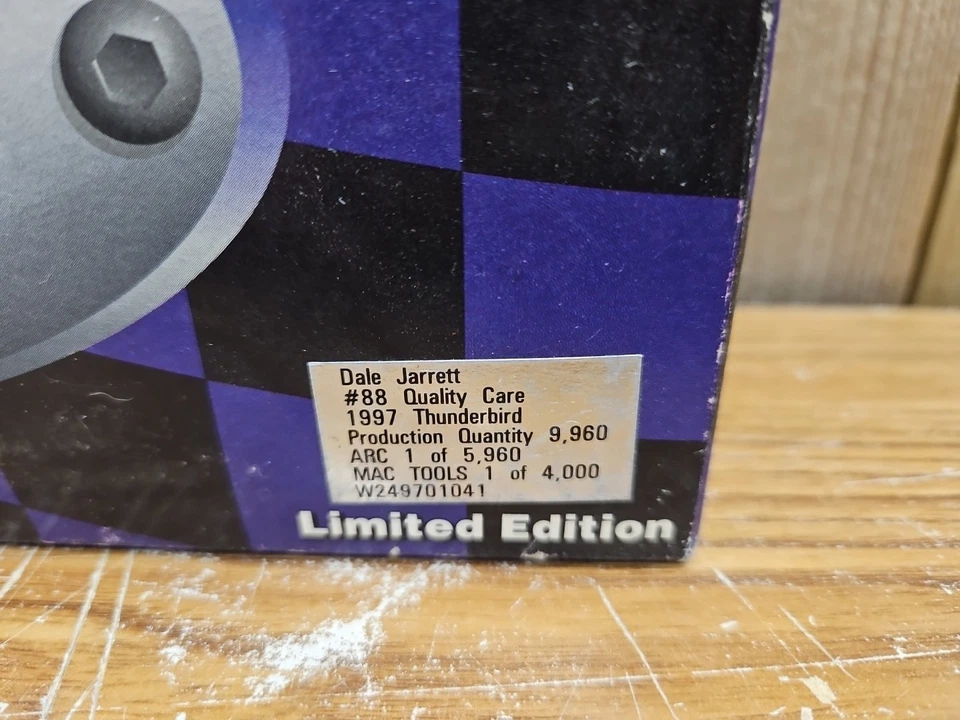 Dale Jarrett
#88 Quality Care
1997 Thunderbird
Production Quantity 9,960
ARC 1 of 5,960
MAC TOOLS 1 of 4,000
W249701041
Limited Edition